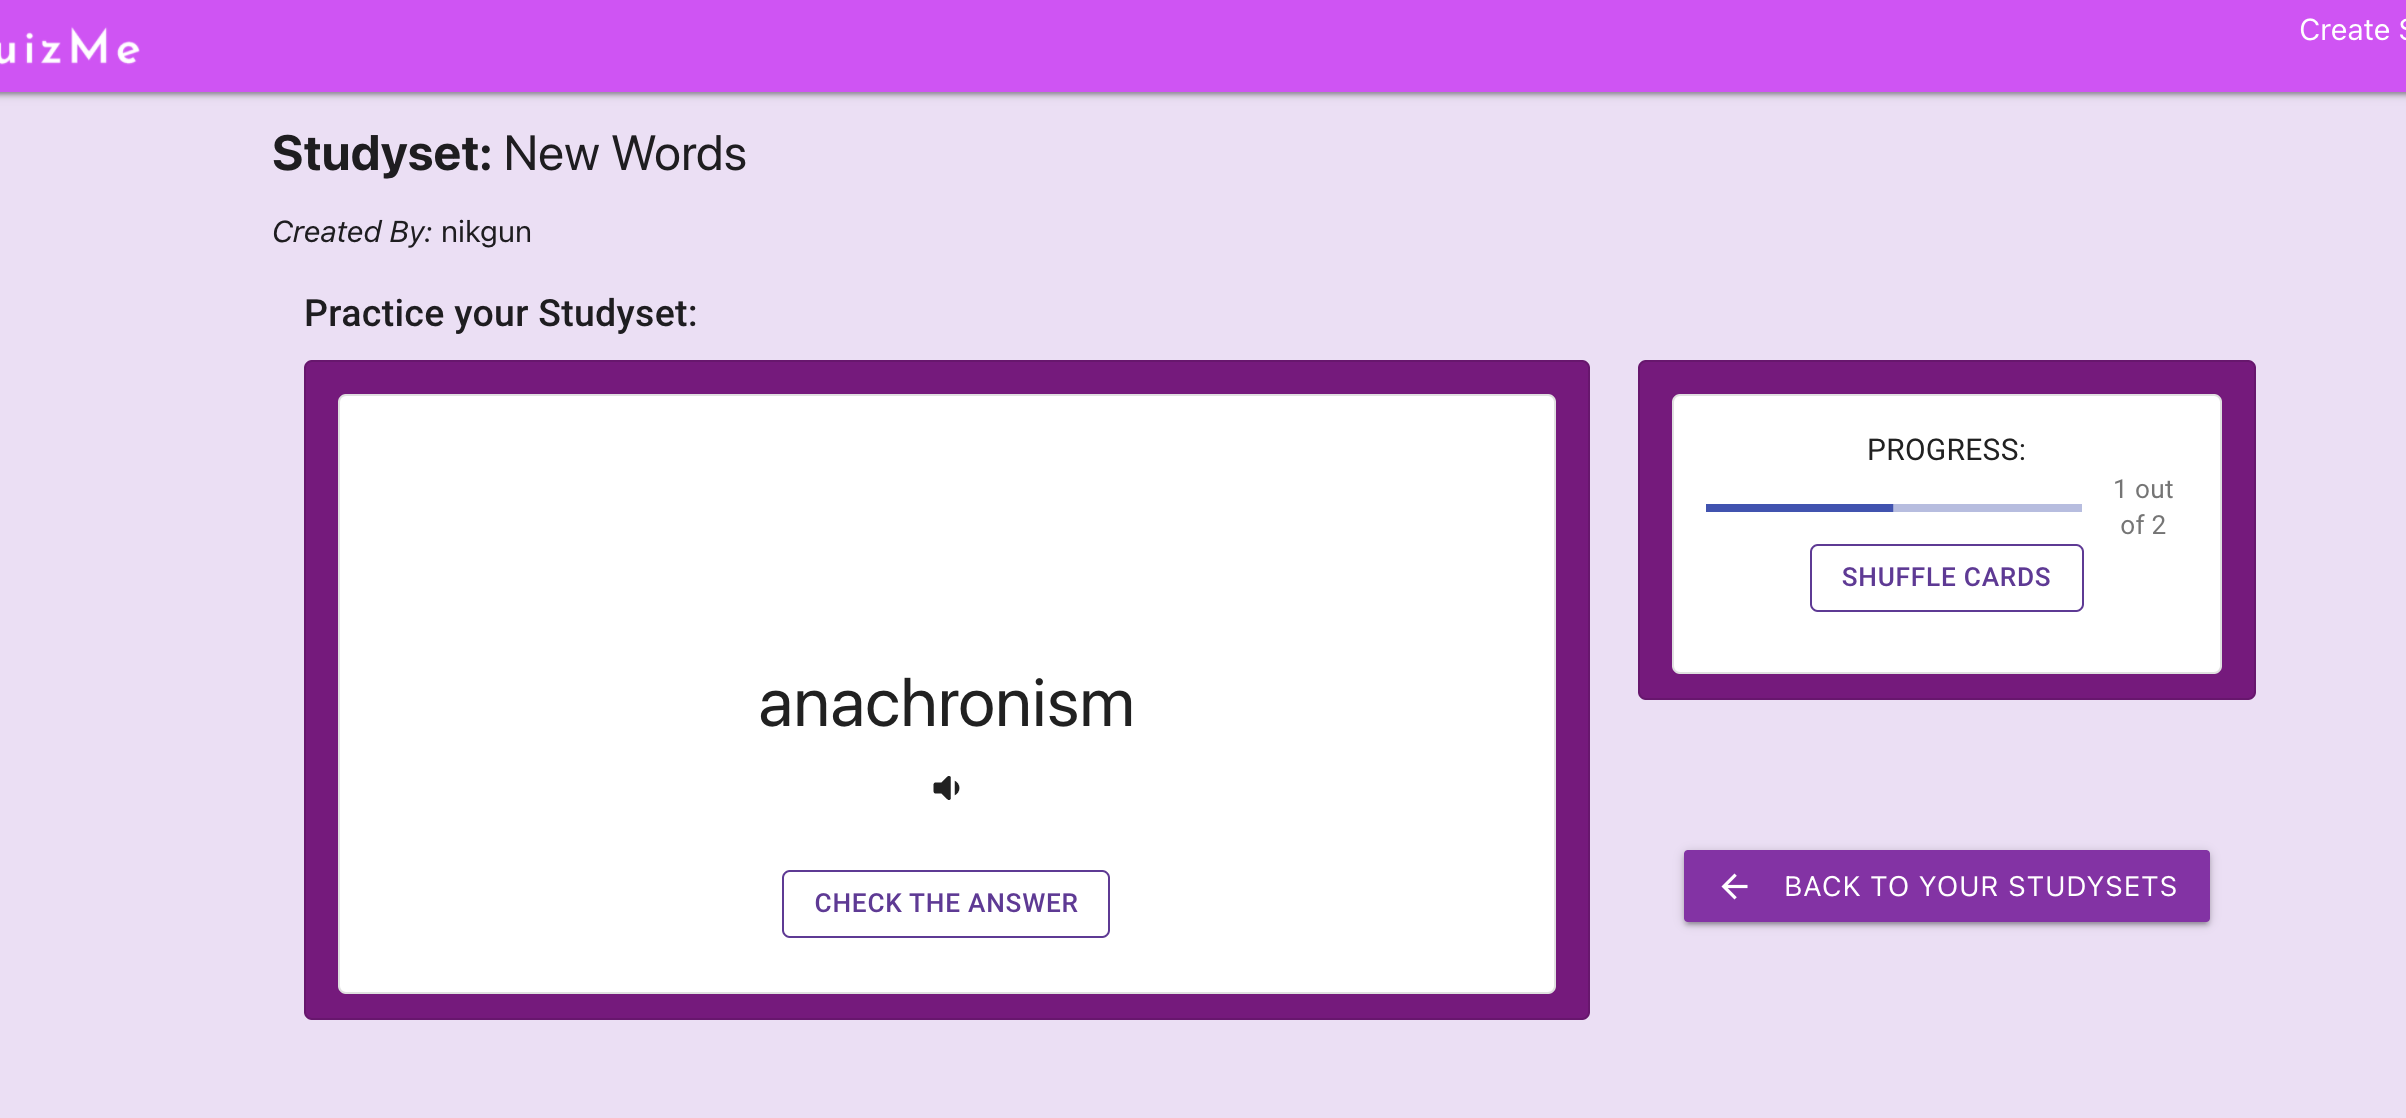 uizMe
Create S
Studyset: New Words
Created By: nikgun
Practice your Studyset:
anachronism
CHECK THE ANSWER
PROGRESS:
1 out
of 2
SHUFFLE CARDS
BACK TO YOUR STUDYSETS